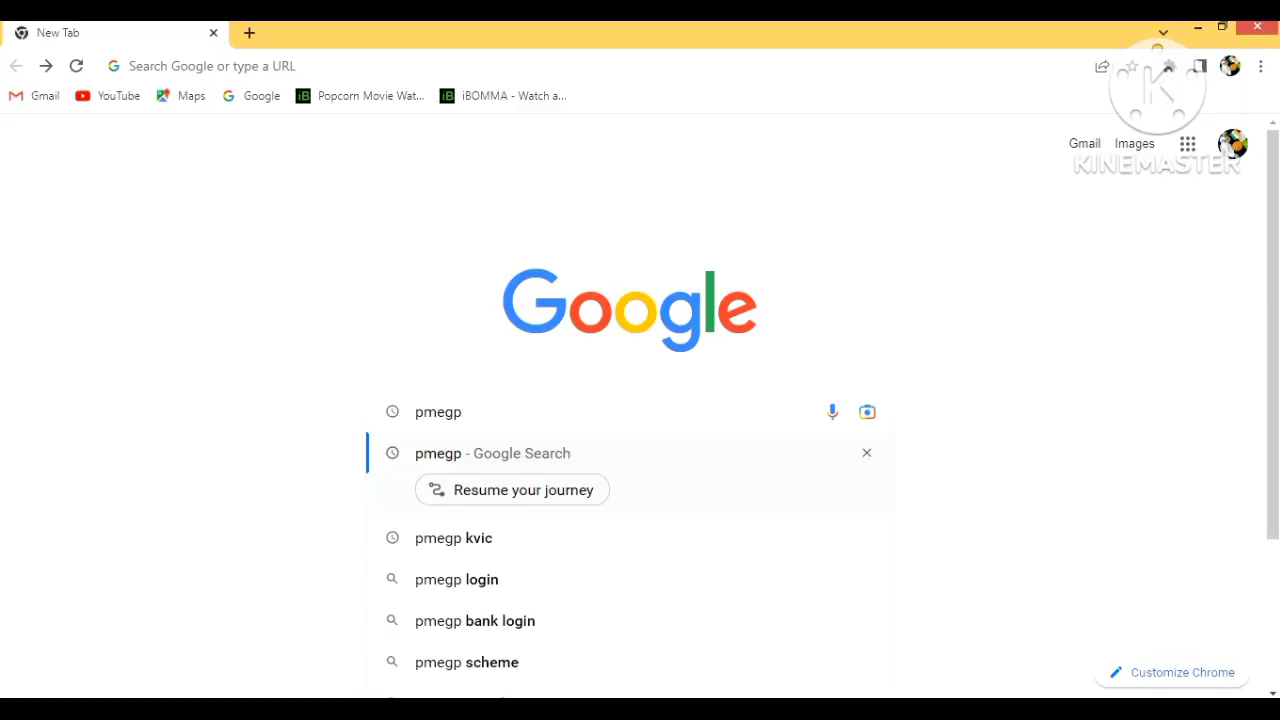 New Tab
Search Google or type a URL
Gmail YouTube Maps Google Popcorn Movie Wat... iBOMMA - Watch a...
Gmail Images
KINEMASTER
Google
pmegp
pmegp - Google Search
Resume your journey
pmegp kvic
pmegp login
pmegp bank login
pmegp scheme
Customize Chrome